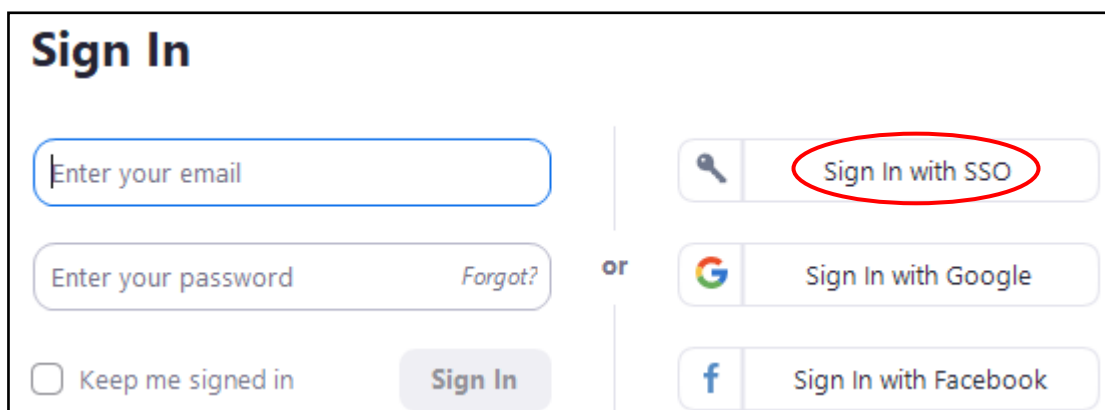 Sign In
Enter your email
Enter your password Forgot?
Keep me signed in Sign In
or
Sign In with SSO
Sign In with Google
Sign In with Facebook